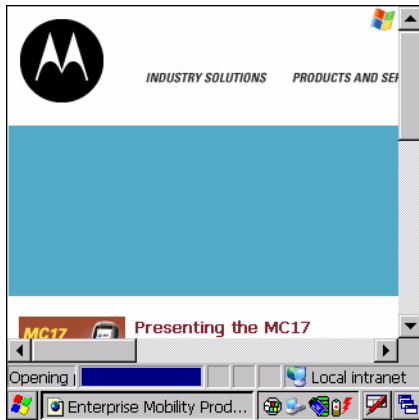 INDUSTRY SOLUTIONS PRODUCTS AND SER
MC17 Presenting the MC17
Opening Local intranet
Enterprise Mobility Prod...